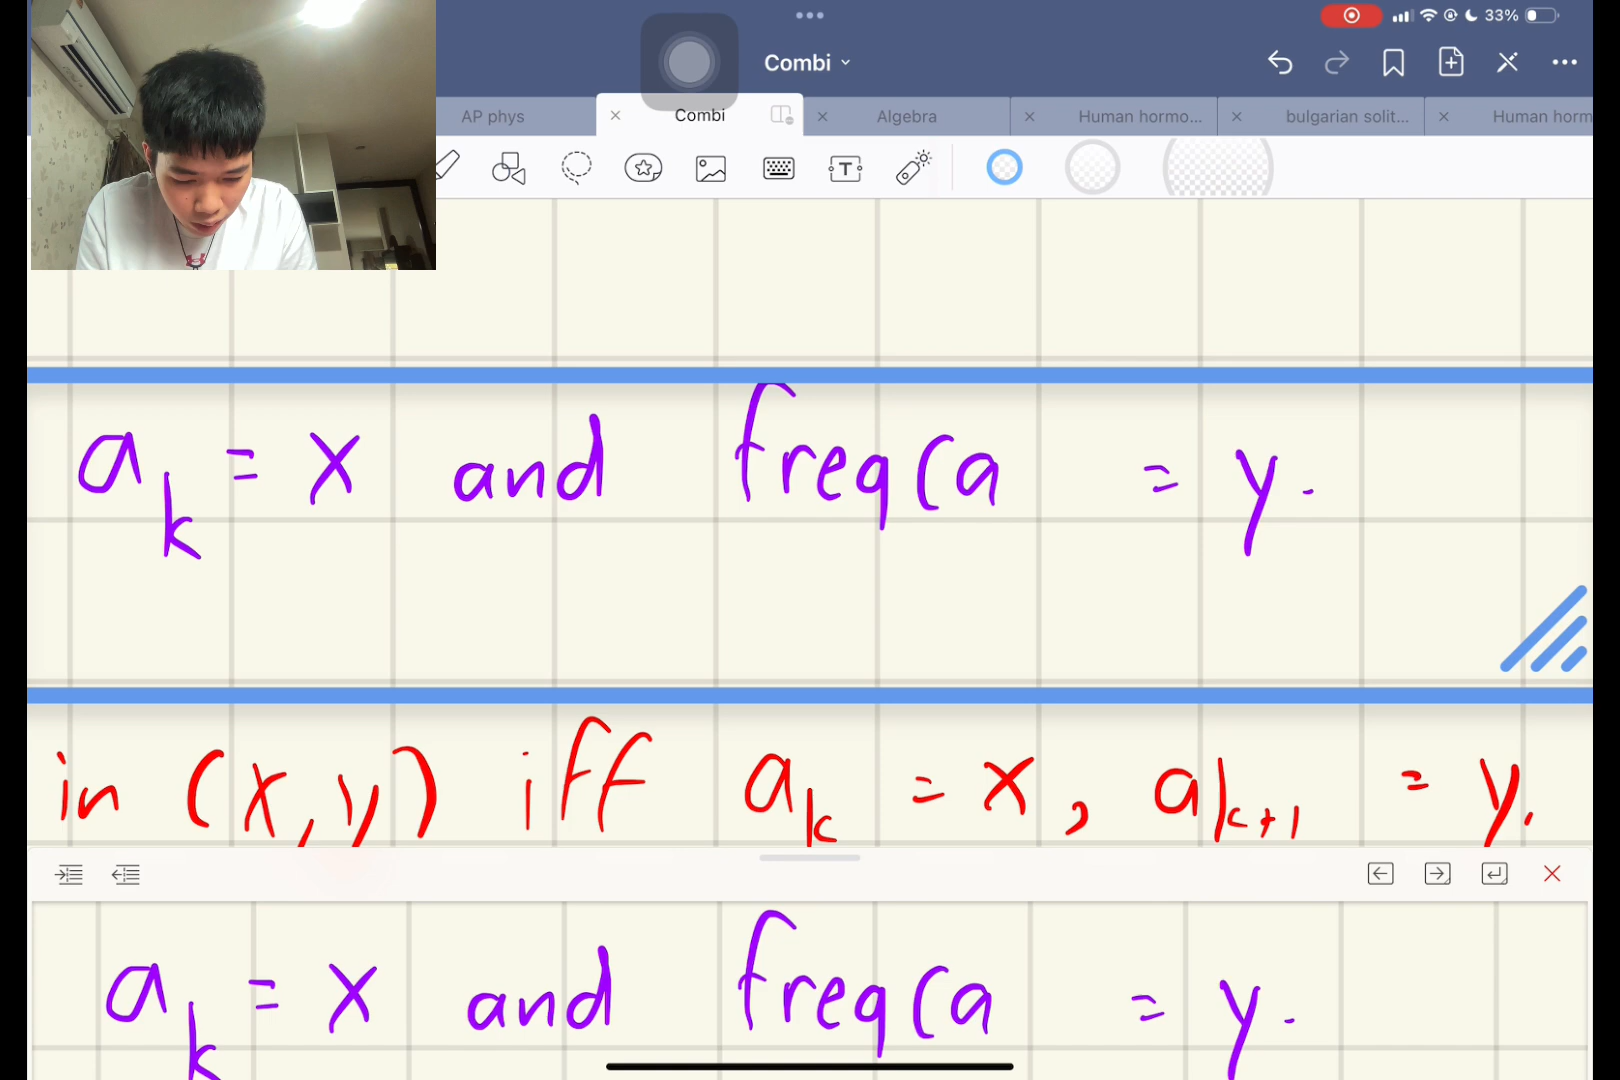 33%
Combi
AP phys
Combi
Algebra
Human hormo...
bulgarian solit...
Human horm
T
a_k = x and freq(a = y.
in (x, y) iff a_k = x, a_{k+1} = y.
a_k = x and freq(a = y.